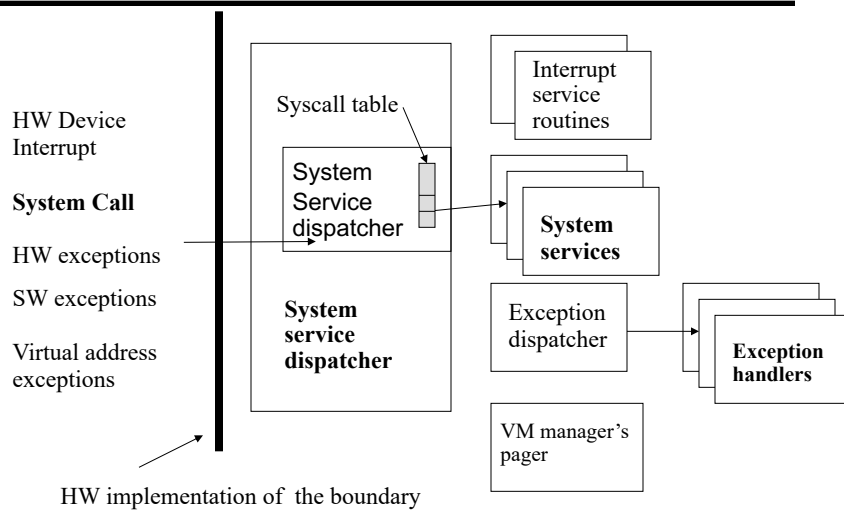 HW Device
Interrupt
System Call
HW exceptions
SW exceptions
Virtual address
exceptions
HW implementation of the boundary
Syscall table
System
Service
dispatcher
System
service
dispatcher
Interrupt
service
routines
System
services
Exception
dispatcher
Exception
handlers
VM manager’s
pager